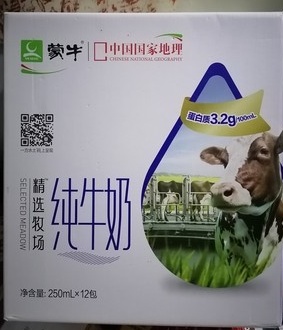 蒙牛
中国国家地理
CHINESE NATIONAL GEOGRAPHY
蛋白质3.2g/100mL
精选牧场
SELECTED MEADOW
纯牛奶
净含量: 250mL×12包